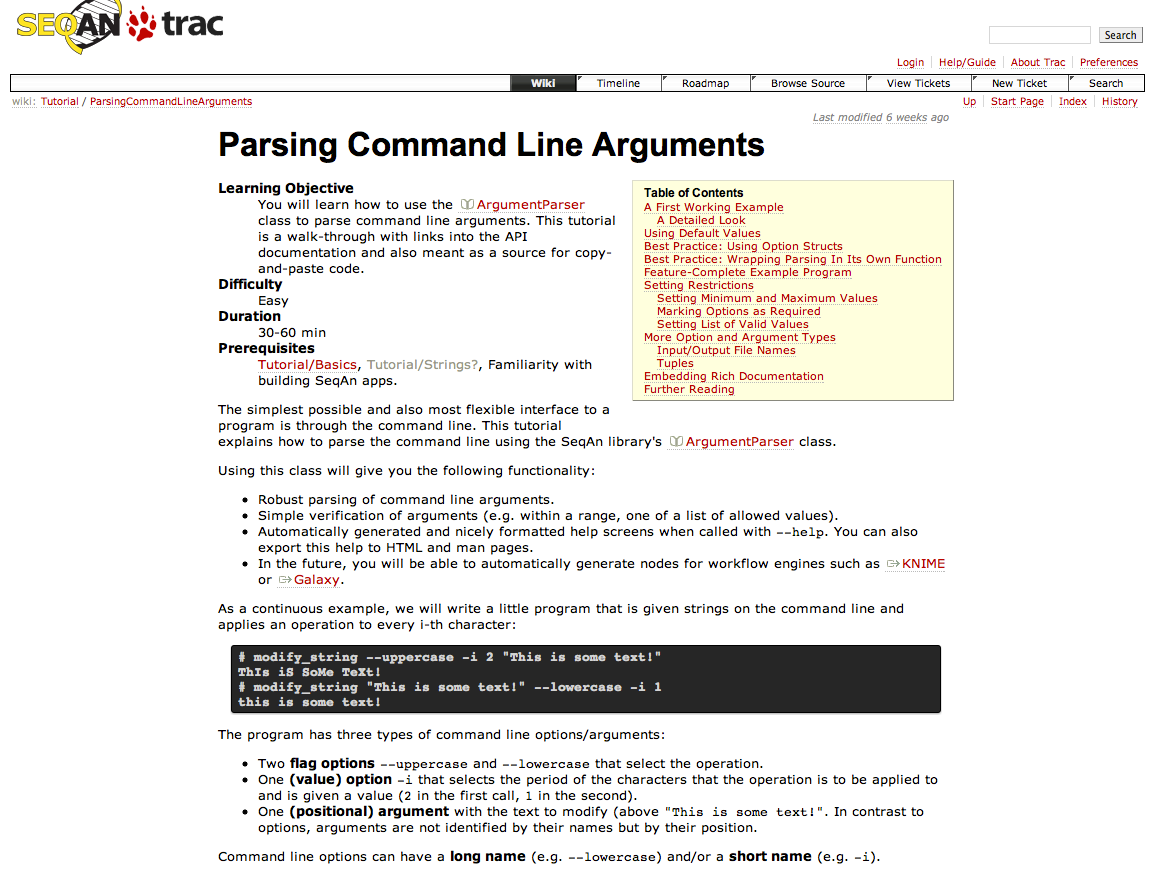 SEQAN trac
Search
Login Help/Guide About Trac Preferences
Wiki Timeline Roadmap Browse Source View Tickets New Ticket Search
wiki: Tutorial / ParsingCommandLineArguments
Up Start Page Index History
Last modified 6 weeks ago
Parsing Command Line Arguments
Learning Objective
You will learn how to use the ArgumentParser
class to parse command line arguments. This tutorial
is a walk-through with links into the API
documentation and also meant as a source for copy-
and-paste code.
Difficulty
Easy
Duration
30-60 min
Prerequisites
Tutorial/Basics, Tutorial/Strings?, Familiarity with
building SeqAn apps.
Table of Contents
A First Working Example
A Detailed Look
Using Default Values
Best Practice: Using Option Structs
Best Practice: Wrapping Parsing In Its Own Function
Feature-Complete Example Program
Setting Restrictions
Setting Minimum and Maximum Values
Marking Options as Required
Setting List of Valid Values
More Option and Argument Types
Input/Output File Names
Tuples
Embedding Rich Documentation
Further Reading
The simplest possible and also most flexible interface to a
program is through the command line. This tutorial
explains how to parse the command line using the SeqAn library's ArgumentParser class.
Using this class will give you the following functionality:
• Robust parsing of command line arguments.
• Simple verification of arguments (e.g. within a range, one of a list of allowed values).
• Automatically generated and nicely formatted help screens when called with --help. You can also
export this help to HTML and man pages.
• In the future, you will be able to automatically generate nodes for workflow engines such as KNIME
or Galaxy.
As a continuous example, we will write a little program that is given strings on the command line and
applies an operation to every i-th character:
# modify_string --uppercase -i 2 "This is some text!"
ThIs iS SoMe TeXt!
# modify_string "This is some text!" --lowercase -i 1
this is some text!
The program has three types of command line options/arguments:
• Two flag options --uppercase and --lowercase that select the operation.
• One (value) option -i that selects the period of the characters that the operation is to be applied to
and is given a value (2 in the first call, 1 in the second).
• One (positional) argument with the text to modify (above "This is some text!". In contrast to
options, arguments are not identified by their names but by their position.
Command line options can have a long name (e.g. --lowercase) and/or a short name (e.g. -i).